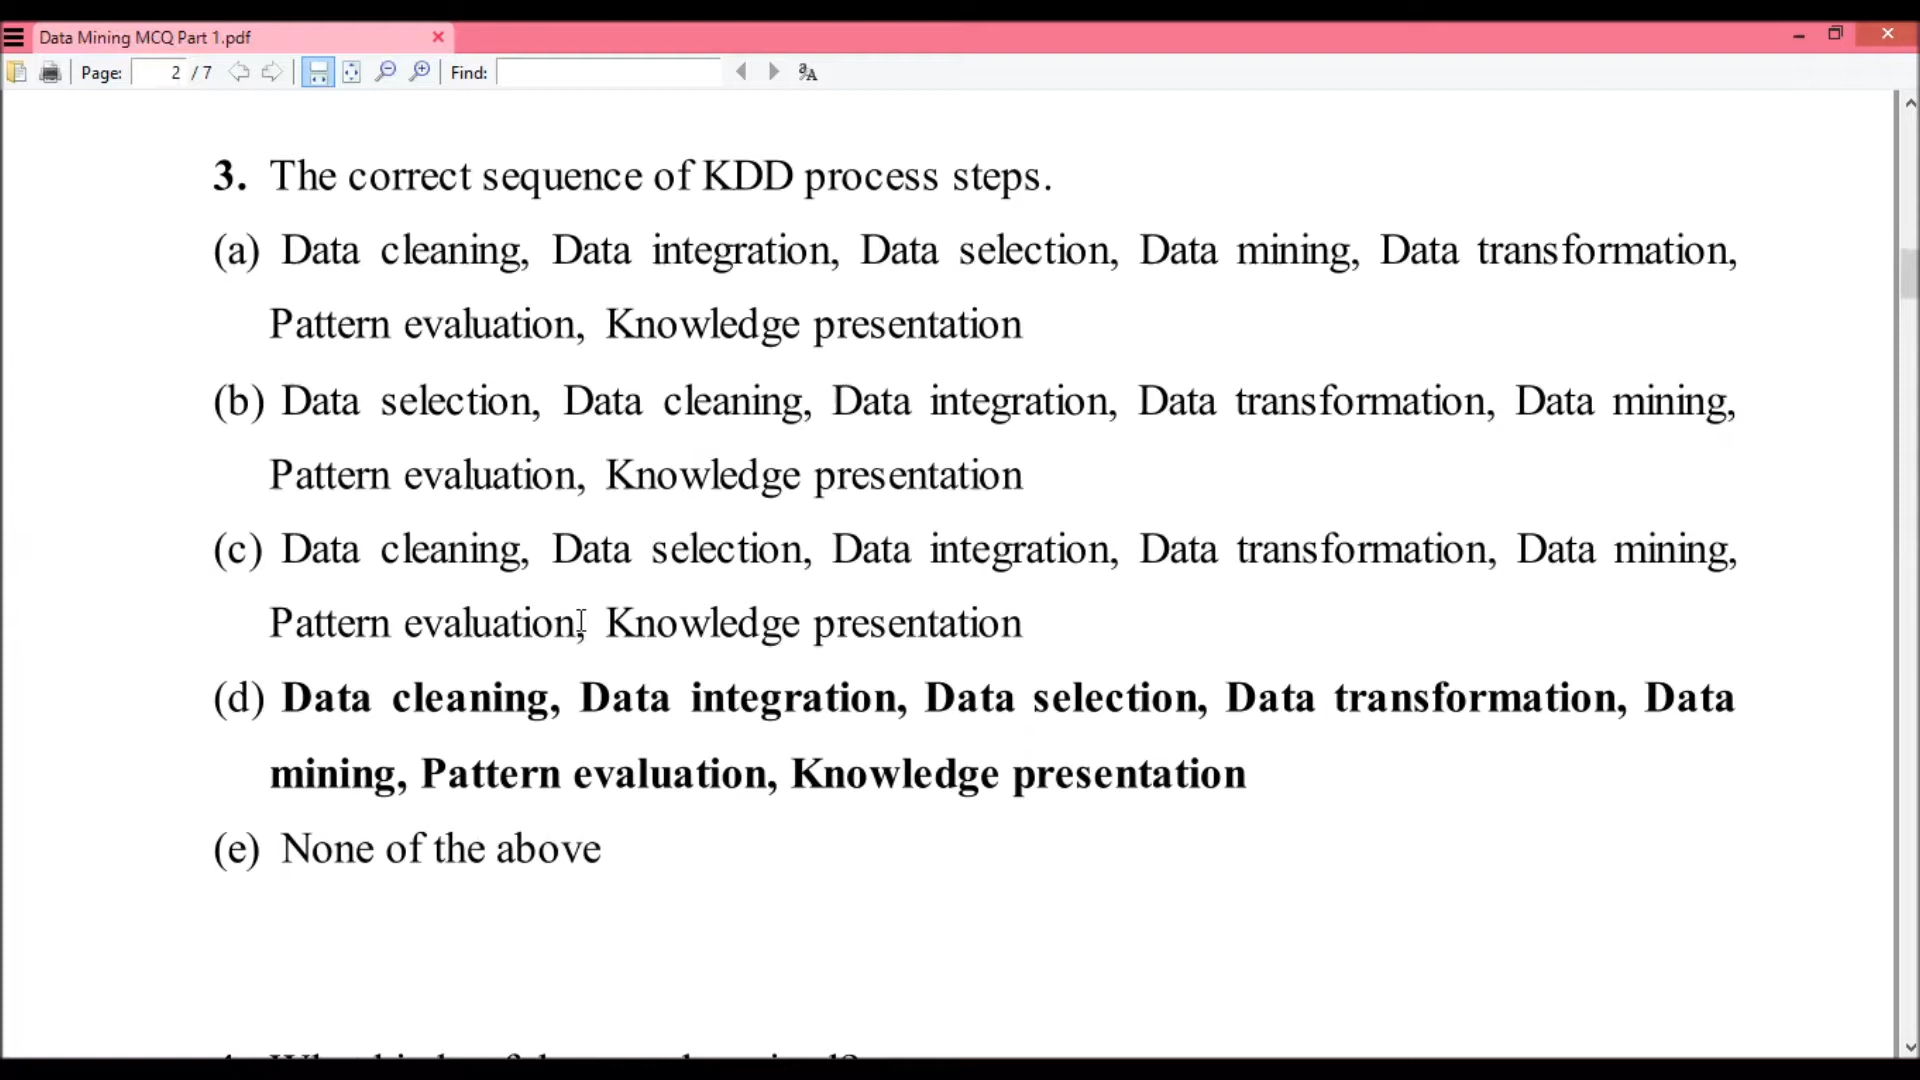 Data Mining MCQ Part 1.pdf
Page: 2 / 7 Find:
3. The correct sequence of KDD process steps.
(a) Data cleaning, Data integration, Data selection, Data mining, Data transformation,
Pattern evaluation, Knowledge presentation
(b) Data selection, Data cleaning, Data integration, Data transformation, Data mining,
Pattern evaluation, Knowledge presentation
(c) Data cleaning, Data selection, Data integration, Data transformation, Data mining,
Pattern evaluation, Knowledge presentation
(d) Data cleaning, Data integration, Data selection, Data transformation, Data
mining, Pattern evaluation, Knowledge presentation
(e) None of the above